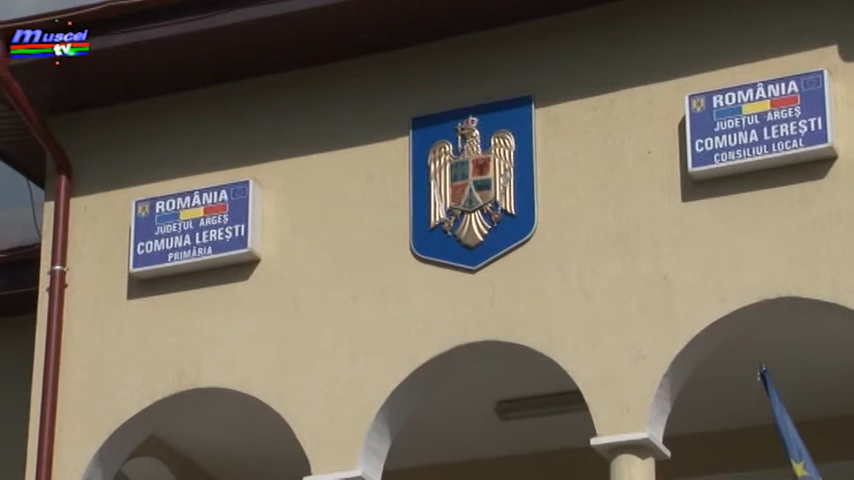 Muscel
tv
ROMÂNIA
JUDEȚUL ARGEȘ
COMUNA LEREȘTI
PRIMĂRIA
ROMÂNIA
JUDEȚUL ARGEȘ
COMUNA LEREȘTI
CONSILIUL LOCAL